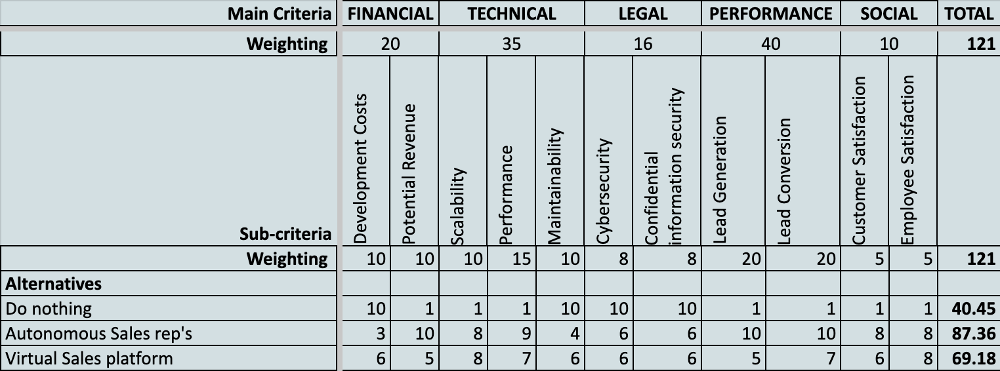 Main Criteria FINANCIAL TECHNICAL LEGAL PERFORMANCE SOCIAL TOTAL
Weighting 20 35 16 40 10 121
Sub-criteria Development Costs Potential Revenue Scalability Performance Maintainability Cybersecurity Confidential information security Lead Generation Lead Conversion Customer Satisfaction Employee Satisfaction
Weighting 10 10 10 15 10 8 8 20 20 5 5 121
Alternatives
Do nothing 10 1 1 1 10 10 10 1 1 1 1 40.45
Autonomous Sales rep's 3 10 8 9 4 6 6 10 10 8 8 87.36
Virtual Sales platform 6 5 8 7 6 6 6 5 7 6 8 69.18